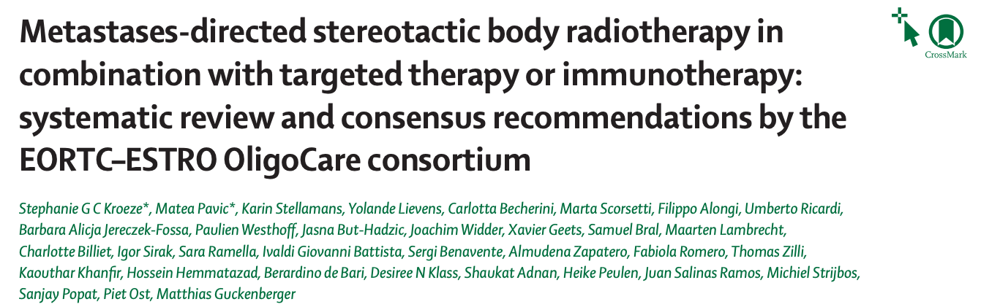 Metastases-directed stereotactic body radiotherapy in
combination with targeted therapy or immunotherapy:
systematic review and consensus recommendations by the
EORTC–ESTRO OligoCare consortium
CrossMark
Stephanie G C Kroeze*, Matea Pavic*, Karin Stellamans, Yolande Lievens, Carlotta Becherini, Marta Scorsetti, Filippo Alongi, Umberto Ricardi,
Barbara Alicja Jereczek-Fossa, Paulien Westhoff, Jasna But-Hadzic, Joachim Widder, Xavier Geets, Samuel Bral, Maarten Lambrecht,
Charlotte Billiet, Igor Sirak, Sara Ramella, Ivaldi Giovanni Battista, Sergi Benavente, Almudena Zapatero, Fabiola Romero, Thomas Zilli,
Kaouthar Khanfir, Hossein Hemmatazad, Berardino de Bari, Desiree N Klass, Shaukat Adnan, Heike Peulen, Juan Salinas Ramos, Michiel Strijbos,
Sanjay Popat, Piet Ost, Matthias Guckenberger